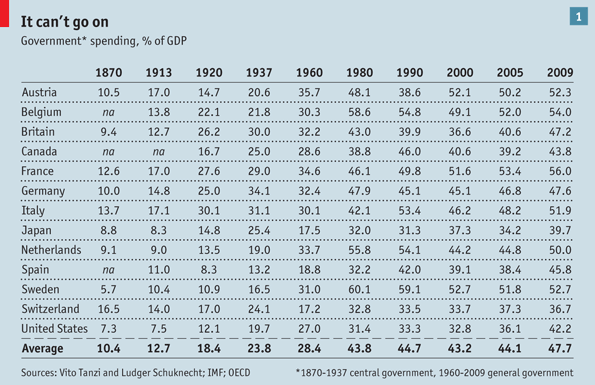 It can't go on
1
Government* spending, % of GDP
1870 1913 1920 1937 1960 1980 1990 2000 2005 2009
Austria 10.5 17.0 14.7 20.6 35.7 48.1 38.6 52.1 50.2 52.3
Belgium na 13.8 22.1 21.8 30.3 58.6 54.8 49.1 52.0 54.0
Britain 9.4 12.7 26.2 30.0 32.2 43.0 39.9 36.6 40.6 47.2
Canada na na 16.7 25.0 28.6 38.8 46.0 40.6 39.2 43.8
France 12.6 17.0 27.6 29.0 34.6 46.1 49.8 51.6 53.4 56.0
Germany 10.0 14.8 25.0 34.1 32.4 47.9 45.1 45.1 46.8 47.6
Italy 13.7 17.1 30.1 31.1 30.1 42.1 53.4 46.2 48.2 51.9
Japan 8.8 8.3 14.8 25.4 17.5 32.0 31.3 37.3 34.2 39.7
Netherlands 9.1 9.0 13.5 19.0 33.7 55.8 54.1 44.2 44.8 50.0
Spain na 11.0 8.3 13.2 18.8 32.2 42.0 39.1 38.4 45.8
Sweden 5.7 10.4 10.9 16.5 31.0 60.1 59.1 52.7 51.8 52.7
Switzerland 16.5 14.0 17.0 24.1 17.2 32.8 33.5 33.7 37.3 36.7
United States 7.3 7.5 12.1 19.7 27.0 31.4 33.3 32.8 36.1 42.2
Average 10.4 12.7 18.4 23.8 28.4 43.8 44.7 43.2 44.1 47.7
Sources: Vito Tanzi and Ludger Schuknecht; IMF; OECD *1870-1937 central government, 1960-2009 general government